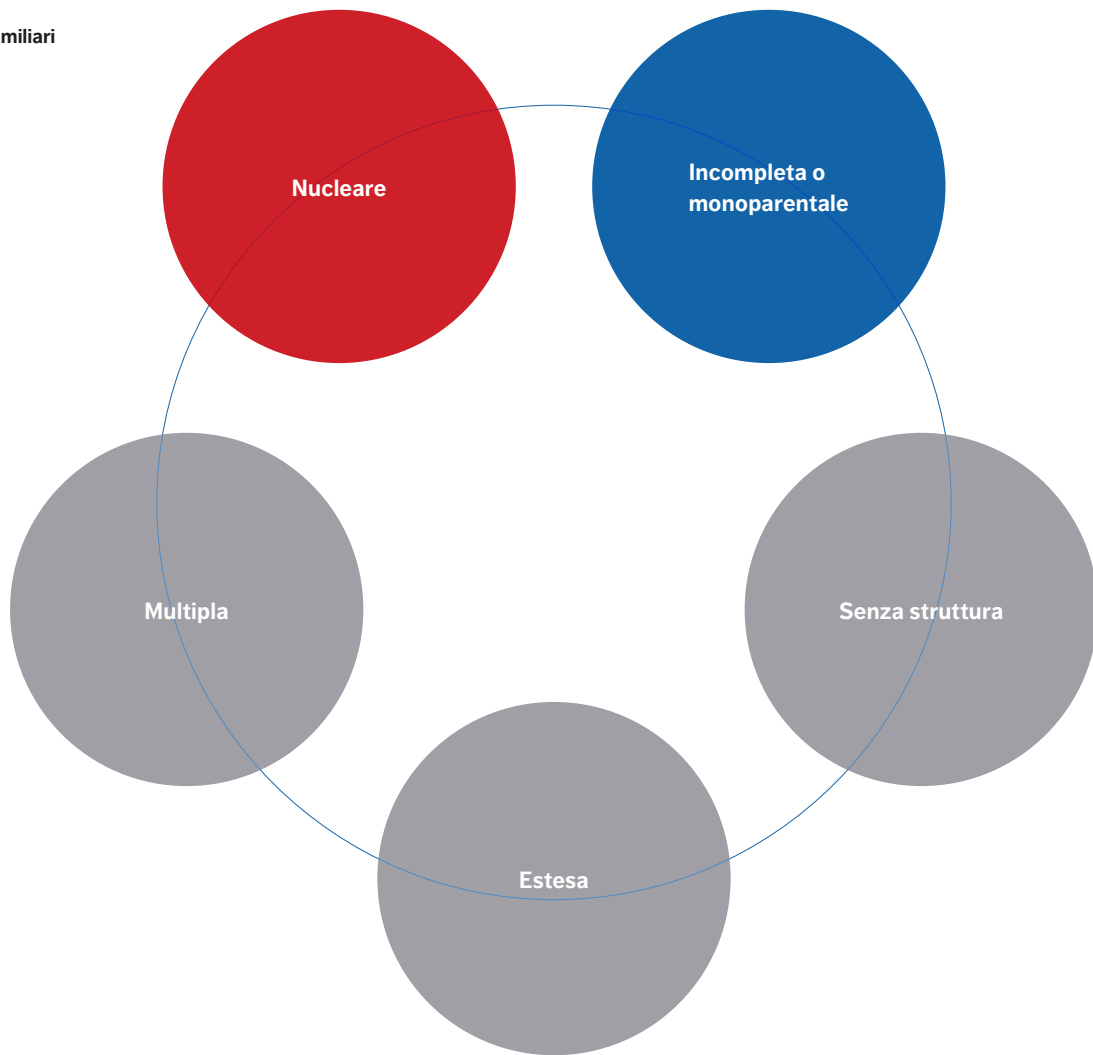 miliari
Nucleare
Incompleta o
monoparentale
Multipla
Senza struttura
Estesa